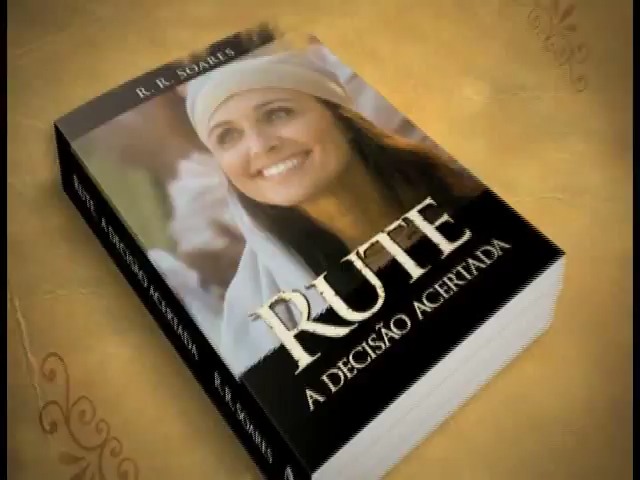 R. R. SOARES
RUTE
A DECISÃO ACERTADA
RUTE A DECISÃO ACERTADA R. R. SOARES